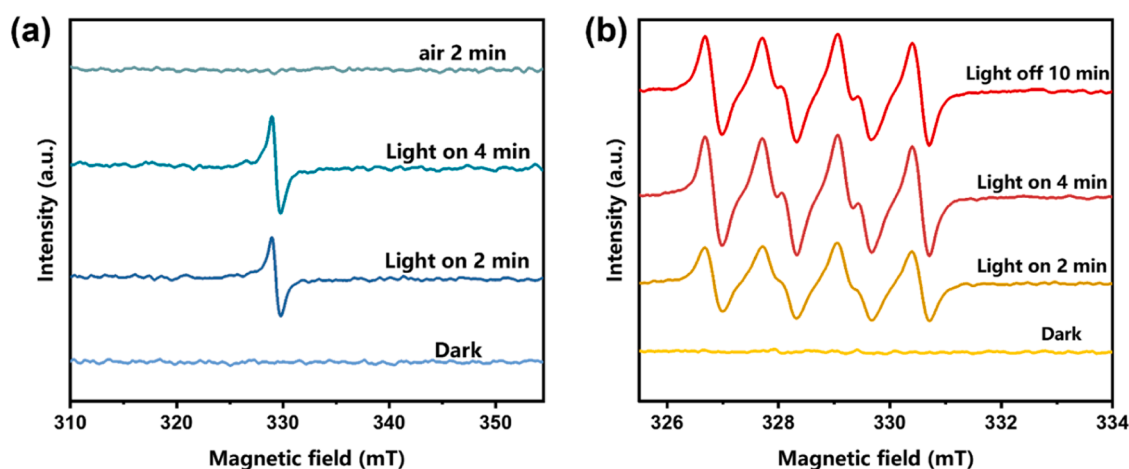 (a)
air 2 min
Light on 4 min
Light on 2 min
Dark
Intensity (a.u.)
310 320 330 340 350
Magnetic field (mT)
(b)
Light off 10 min
Light on 4 min
Light on 2 min
Dark
Intensity (a.u.)
326 328 330 332 334
Magnetic field (mT)